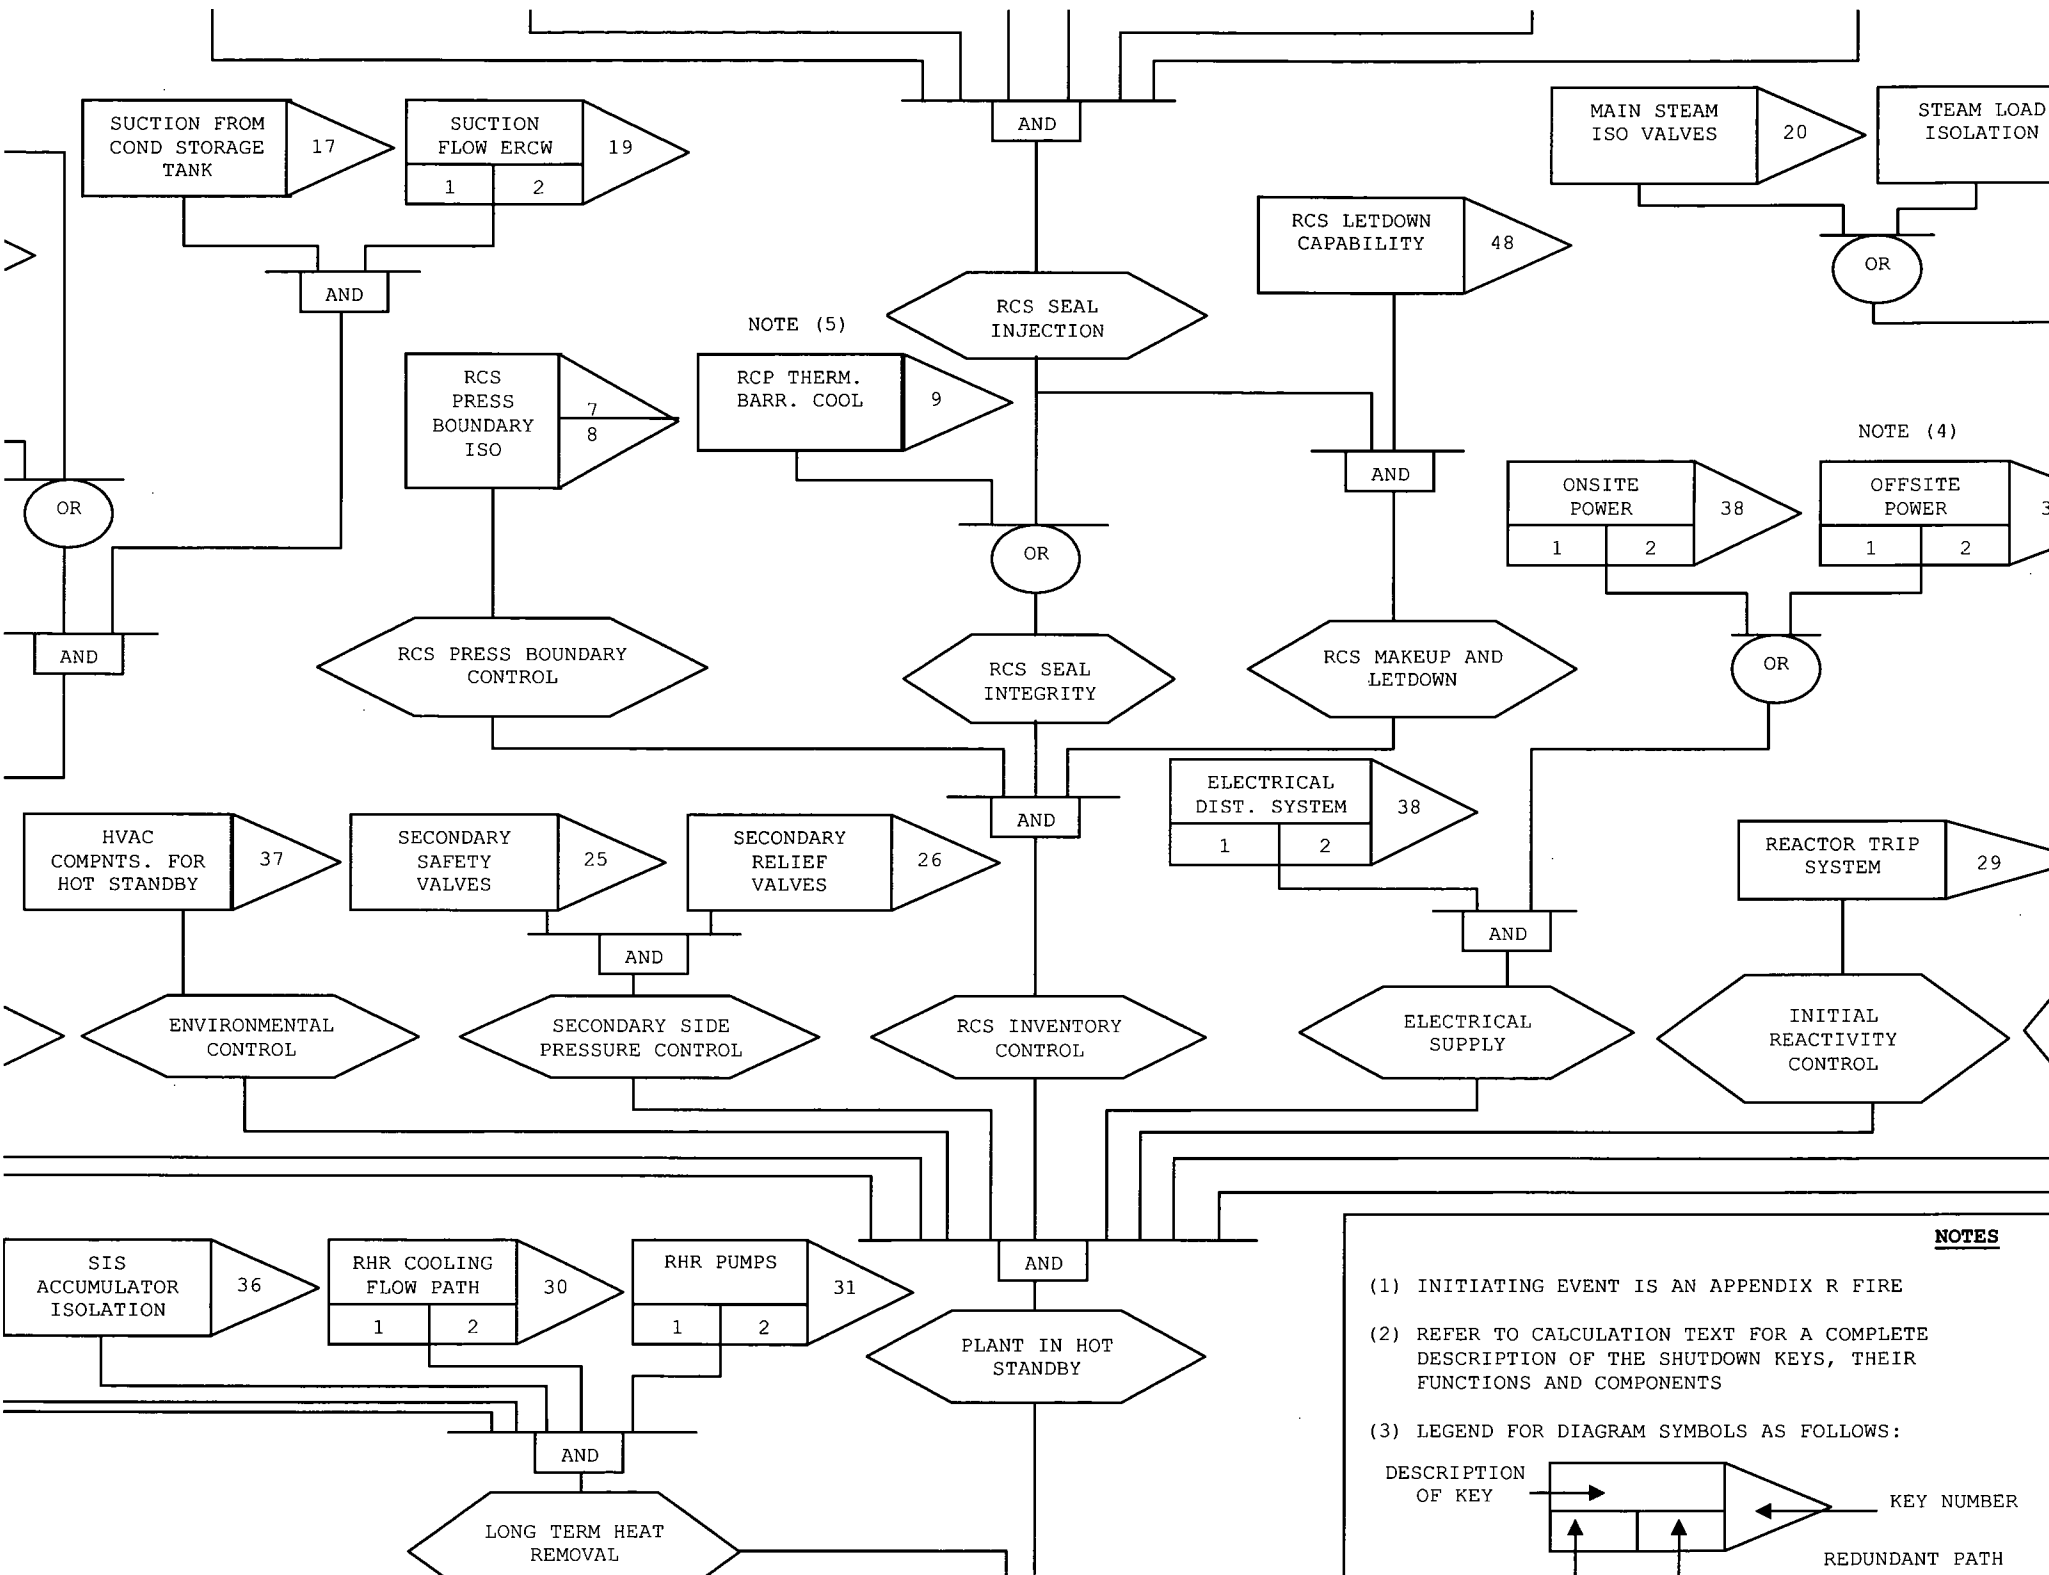 SUCTION FROM
COND STORAGE
TANK
17
SUCTION
FLOW ERCW
1
2
19
AND
MAIN STEAM
ISO VALVES
20
STEAM LOAD
ISOLATION
RCS LETDOWN
CAPABILITY
48
OR
AND
RCS SEAL
INJECTION
NOTE (5)
RCS
PRESS
BOUNDARY
ISO
7
8
RCP THERM.
BARR. COOL
9
NOTE (4)
AND
ONSITE
POWER
1
2
38
OFFSITE
POWER
1
2
3
OR
OR
AND
RCS PRESS BOUNDARY
CONTROL
RCS SEAL
INTEGRITY
RCS MAKEUP AND
LETDOWN
OR
ELECTRICAL
DIST. SYSTEM
1
2
38
AND
HVAC
COMPNTS. FOR
HOT STANDBY
37
SECONDARY
SAFETY
VALVES
25
SECONDARY
RELIEF
VALVES
26
REACTOR TRIP
SYSTEM
29
AND
AND
ENVIRONMENTAL
CONTROL
SECONDARY SIDE
PRESSURE CONTROL
RCS INVENTORY
CONTROL
ELECTRICAL
SUPPLY
INITIAL
REACTIVITY
CONTROL
SIS
ACCUMULATOR
ISOLATION
36
RHR COOLING
FLOW PATH
1
2
30
RHR PUMPS
1
2
31
AND
PLANT IN HOT
STANDBY
AND
LONG TERM HEAT
REMOVAL
NOTES
(1) INITIATING EVENT IS AN APPENDIX R FIRE
(2) REFER TO CALCULATION TEXT FOR A COMPLETE
DESCRIPTION OF THE SHUTDOWN KEYS, THEIR
FUNCTIONS AND COMPONENTS
(3) LEGEND FOR DIAGRAM SYMBOLS AS FOLLOWS:
DESCRIPTION
OF KEY
KEY NUMBER
REDUNDANT PATH